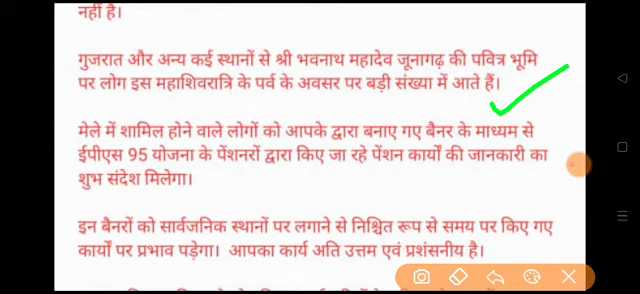 नहीं है।
गुजरात और अन्य कई स्थानों से श्री भवनाथ महादेव जूनागढ़ की पवित्र भूमि
पर लोग इस महाशिवरात्रि के पर्व के अवसर पर बड़ी संख्या में आते हैं।
मेले में शामिल होने वाले लोगों को आपके द्वारा बनाए गए बैनर के माध्यम से
ईपीएस 95 योजना के पेंशनरों द्वारा किए जा रहे पेंशन कार्यों की जानकारी का
शुभ संदेश मिलेगा।
इन बैनरों को सार्वजनिक स्थानों पर लगाने से निश्चित रूप से समय पर किए गए
कार्यों पर प्रभाव पड़ेगा। आपका कार्य अति उत्तम एवं प्रशंसनीय है।